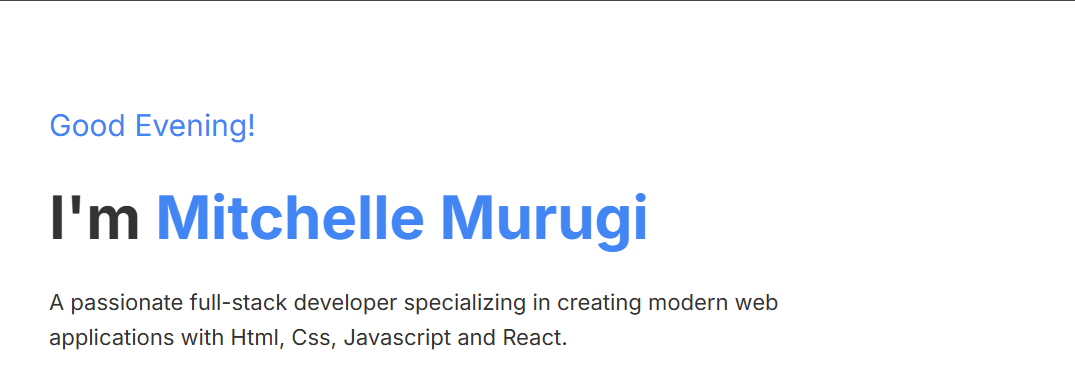 Good Evening!
I'm Mitchelle Murugi
A passionate full-stack developer specializing in creating modern web
applications with Html, Css, Javascript and React.